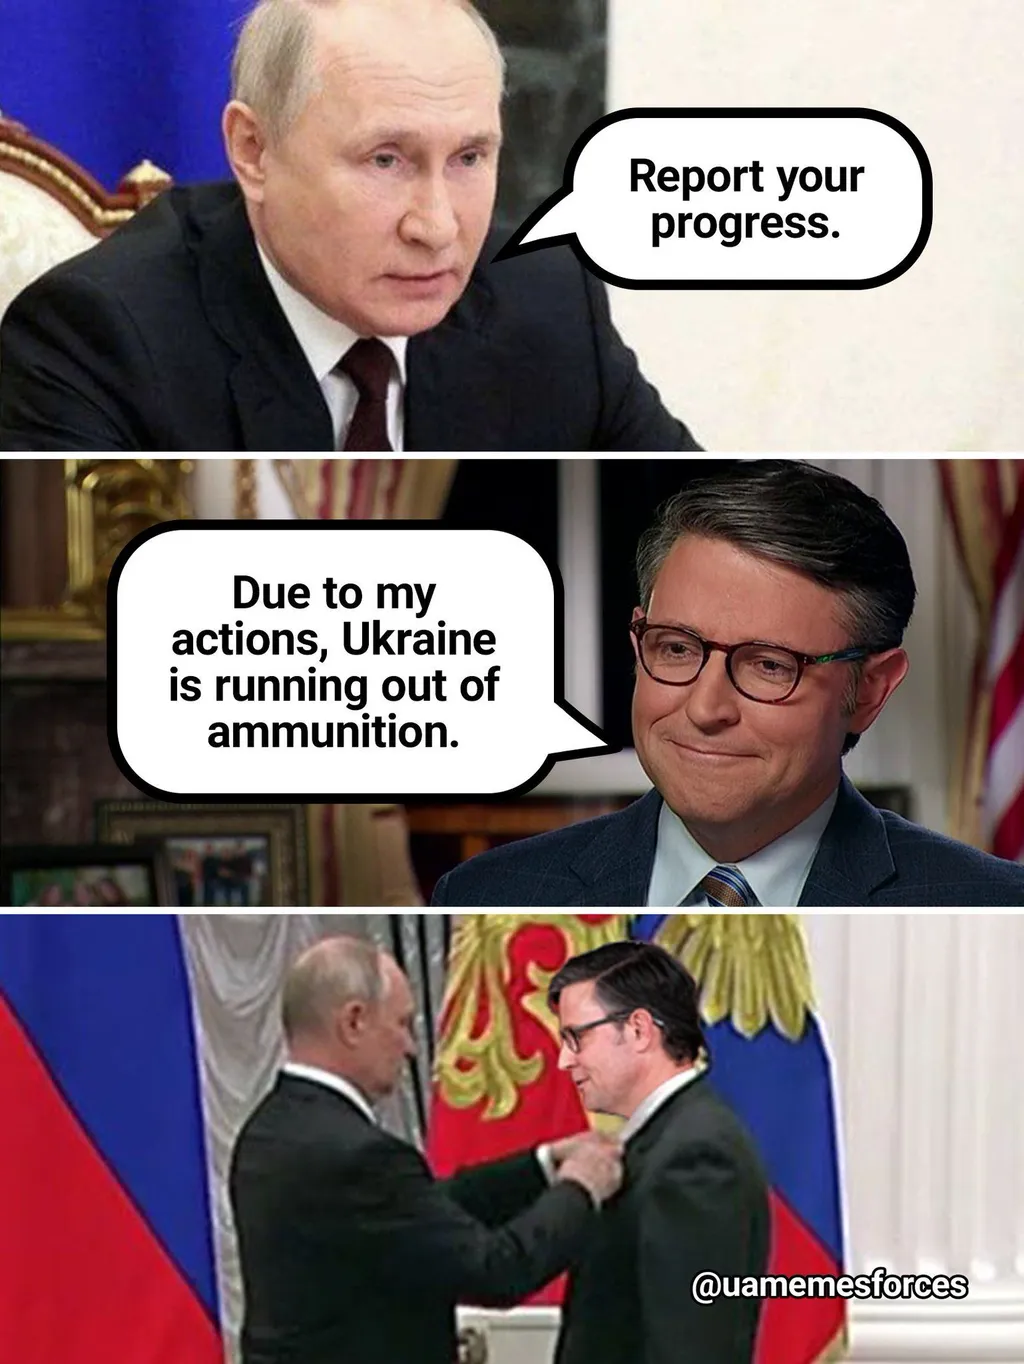 Report your
progress.
Due to my
actions, Ukraine
is running out of
ammunition.
@uamemesforces